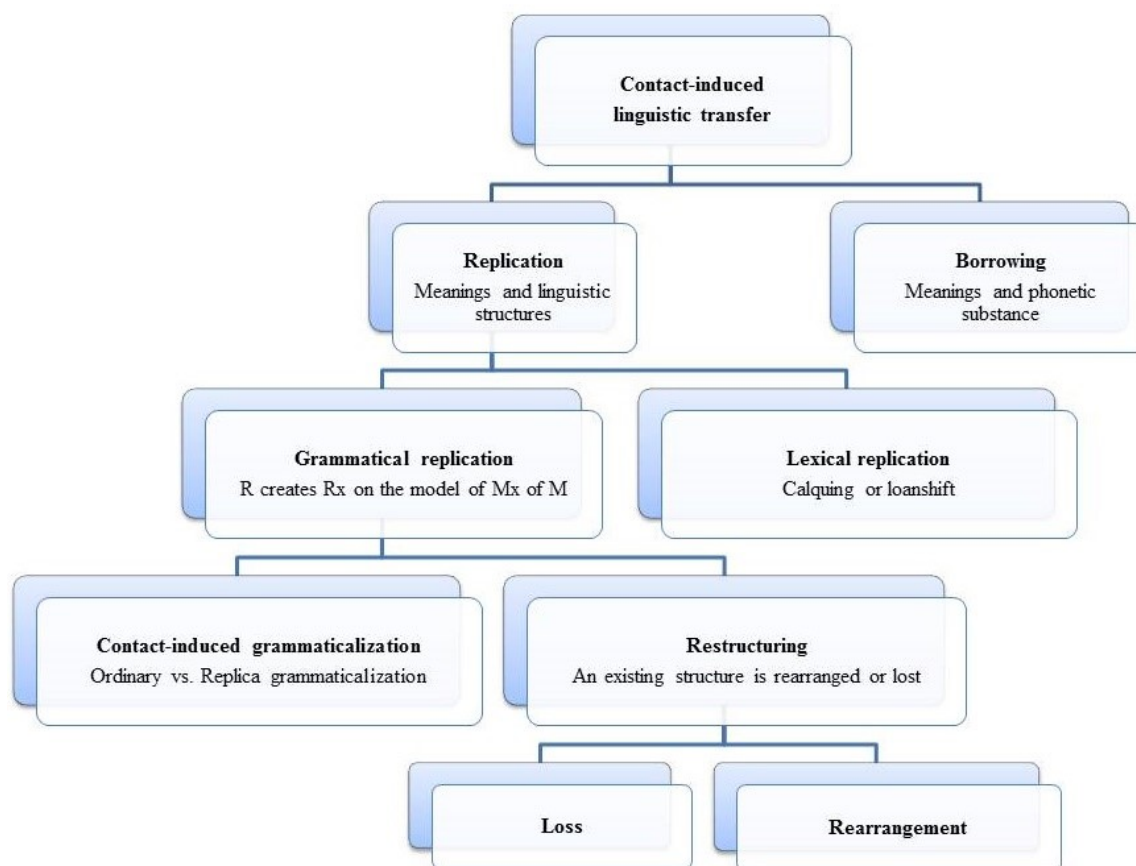 Contact-induced
linguistic transfer
Replication
Meanings and linguistic
structures
Borrowing
Meanings and phonetic
substance
Grammatical replication
R creates Rx on the model of Mx of M
Lexical replication
Calquing or loanshift
Contact-induced grammaticalization
Ordinary vs. Replica grammaticalization
Restructuring
An existing structure is rearranged or lost
Loss
Rearrangement